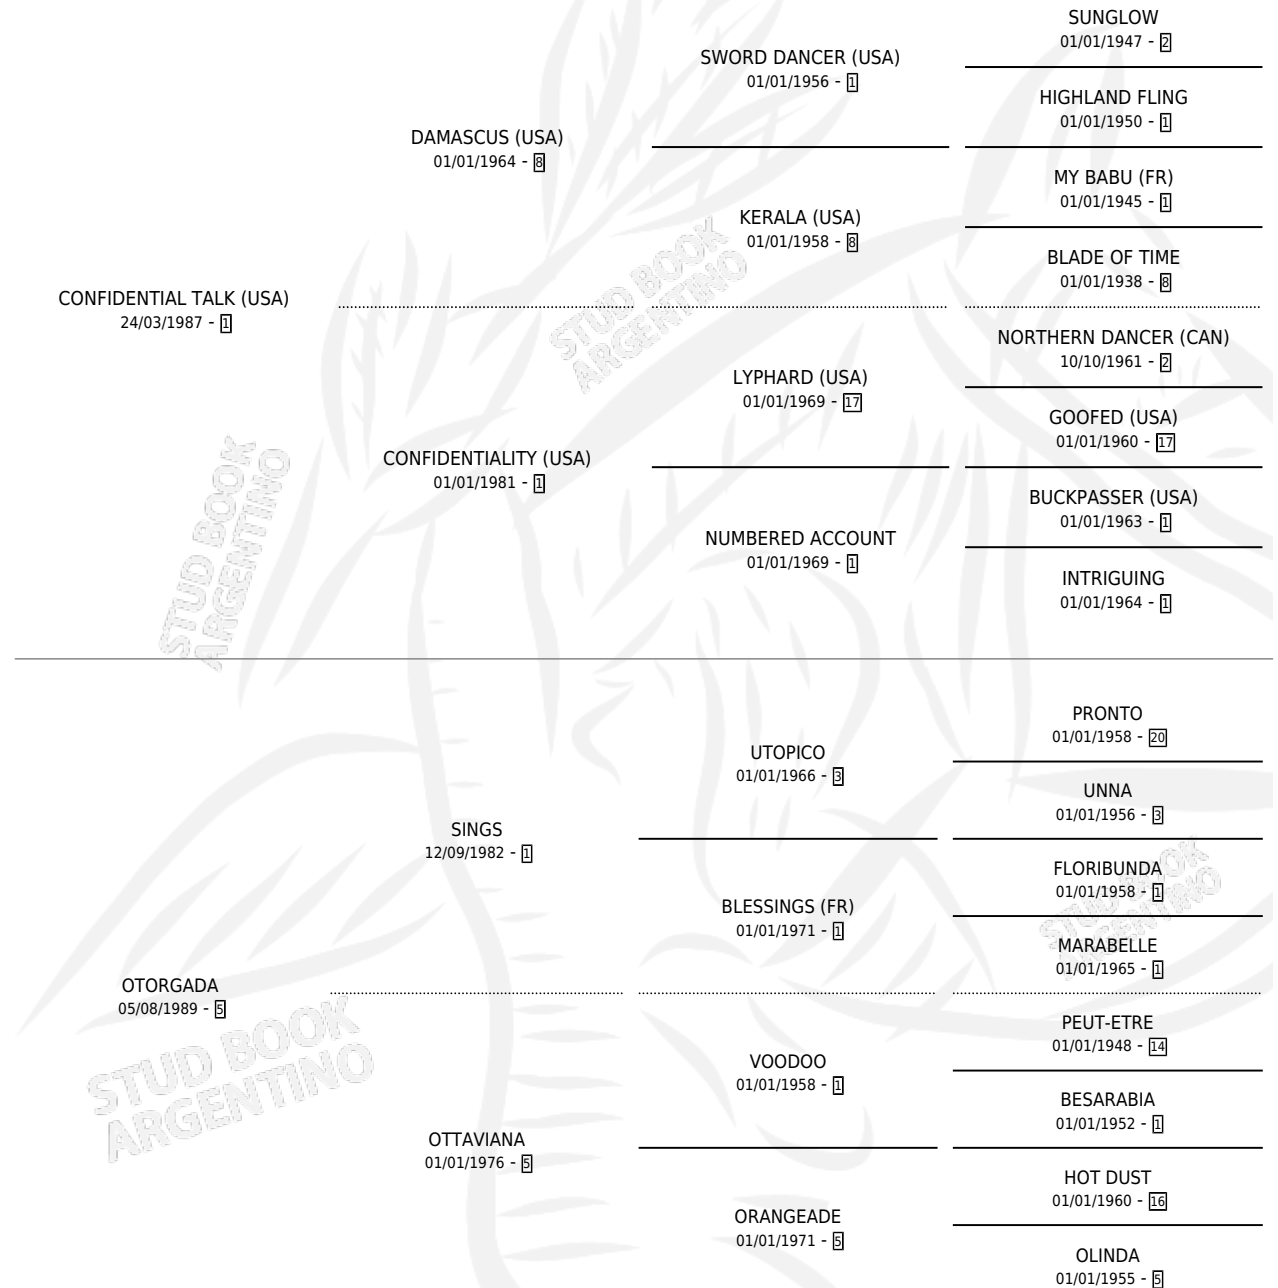 SUNGLOW
01/01/1947 - 2
SWORD DANCER (USA)
01/01/1956 - 1
HIGHLAND FLING
01/01/1950 - 1
DAMASCUS (USA)
01/01/1964 - 8
MY BABU (FR)
01/01/1945 - 1
KERALA (USA)
01/01/1958 - 8
BLADE OF TIME
01/01/1938 - 8
CONFIDENTIAL TALK (USA)
24/03/1987 - 1
NORTHERN DANCER (CAN)
10/10/1961 - 2
LYPHARD (USA)
01/01/1969 - 17
GOOFED (USA)
01/01/1960 - 17
CONFIDENTIALITY (USA)
01/01/1981 - 1
BUCKPASSER (USA)
01/01/1963 - 1
NUMBERED ACCOUNT
01/01/1969 - 1
INTRIGUING
01/01/1964 - 1
PRONTO
01/01/1958 - 20
UTOPICO
01/01/1966 - 3
UNNA
01/01/1956 - 3
SINGS
12/09/1982 - 1
FLORIBUNDA
01/01/1958 - 1
BLESSINGS (FR)
01/01/1971 - 1
MARABELLE
01/01/1965 - 1
OTORGADA
05/08/1989 - 5
PEUT-ETRE
01/01/1948 - 14
VOODOO
01/01/1958 - 1
BESARABIA
01/01/1952 - 1
OTTAVIANA
01/01/1976 - 5
HOT DUST
01/01/1960 - 16
ORANGEADE
01/01/1971 - 5
OLINDA
01/01/1955 - 5
STUD BOOK
ARGENTINO
STUD BOOK
ARGENTINO
STUD BOOK
ARGENTINO
STUD BOOK
ARGENTINO